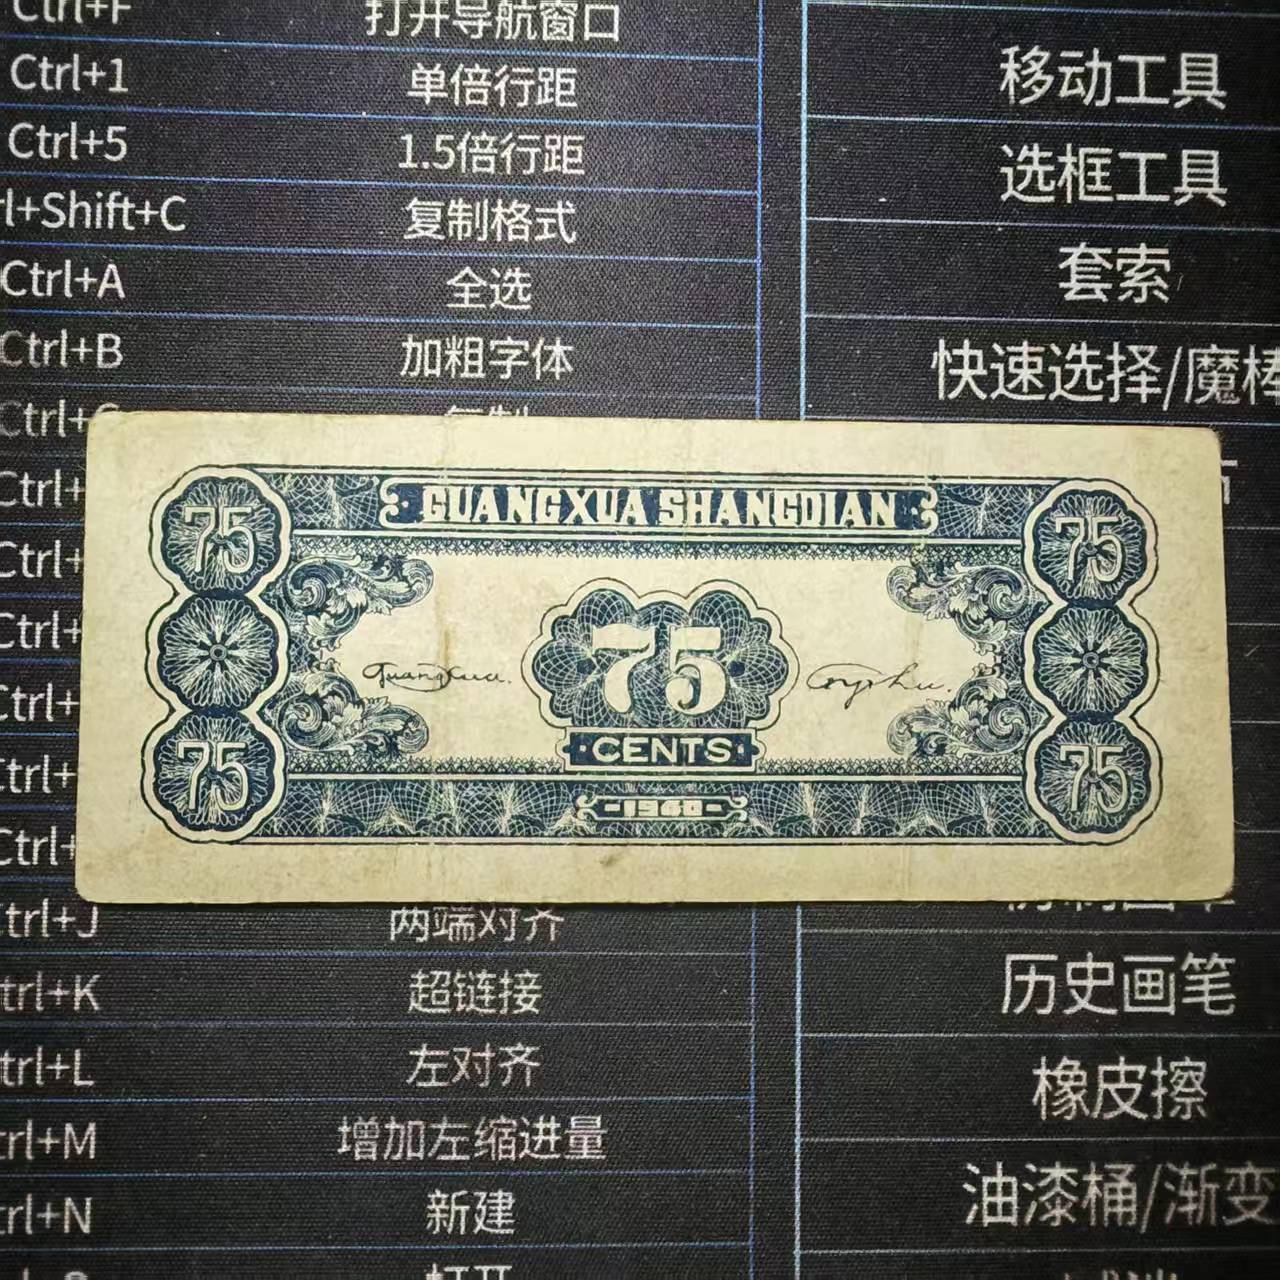 Ctrl+F 打开导航窗口
Ctrl+1 单倍行距
移动工具
Ctrl+5 1.5倍行距
选框工具
rl+Shift+C 复制格式
套索
Ctrl+A 全选
Ctrl+B 加粗字体
快速选择/魔棒
GUANGXUA SHANGDIAN
75
75
75
CENTS
75
75
-1960-
trl+J 两端对齐
trl+K 超链接
历史画笔
trl+L 左对齐
橡皮擦
trl+M 增加左缩进量
油漆桶/渐变
trl+N 新建
打开